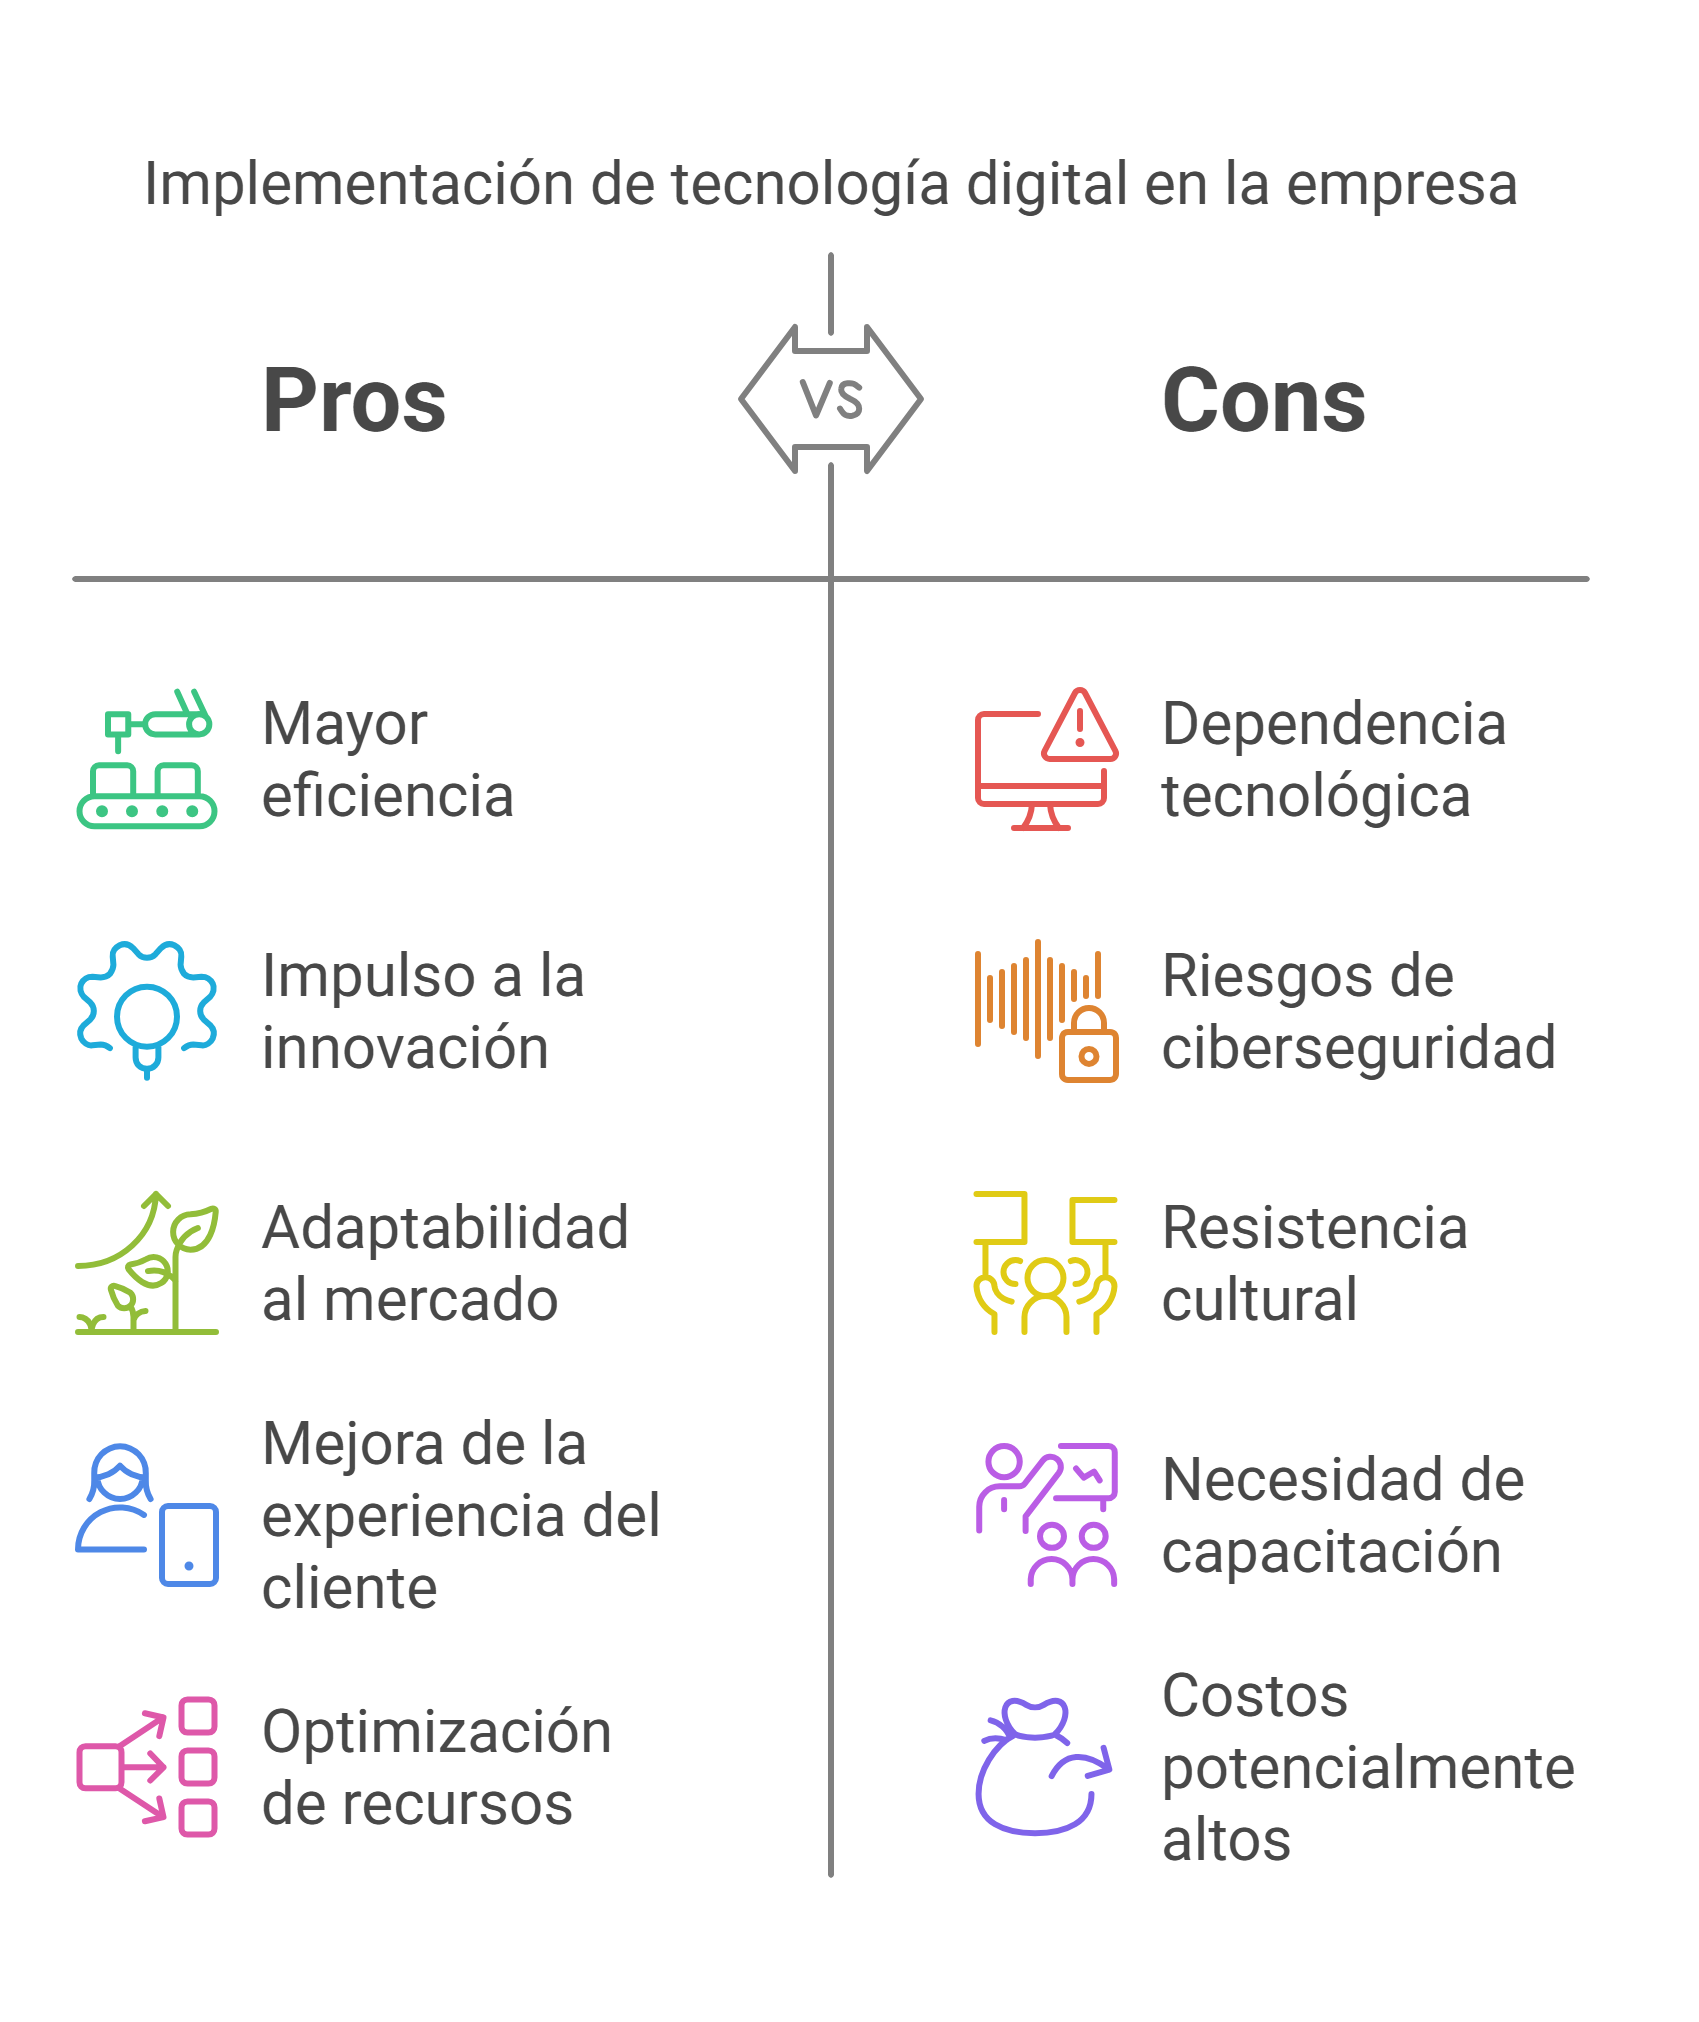 Implementación de tecnología digital en la empresa
Pros
VS
Cons
Mayor
eficiencia
Dependencia
tecnológica
Impulso a la
innovación
Riesgos de
ciberseguridad
Adaptabilidad
al mercado
Resistencia
cultural
Mejora de la
experiencia del
cliente
Necesidad de
capacitación
Optimización
de recursos
Costos
potencialmente
altos